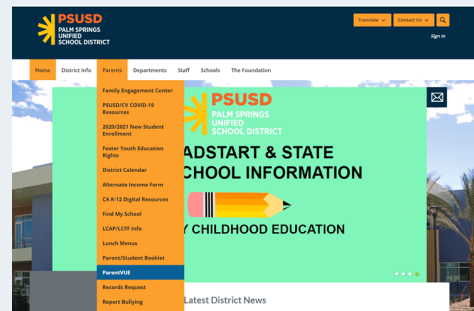 PSUSD
PALM SPRINGS
UNIFIED
SCHOOL DISTRICT
Translate
Contact Us
Sign In
Home
District Info
Parents
Departments
Staff
Schools
The Foundation
Family Engagement Center
PSUSD/CV COVID-19
Resources
2020/2021 New Student
Enrollment
Foster Youth Education
Rights
District Calendar
Alternate Income Form
CA K-12 Digital Resources
Find My School
LCAP/LCFF Info
Lunch Menus
Parent/Student Booklet
ParentVUE
Records Request
Report Bullying
PSUSD
PALM SPRINGS
UNIFIED
SCHOOL DISTRICT
ADSTART & STATE
CHOOL INFORMATION
Y CHILDHOOD EDUCATION
Latest District News